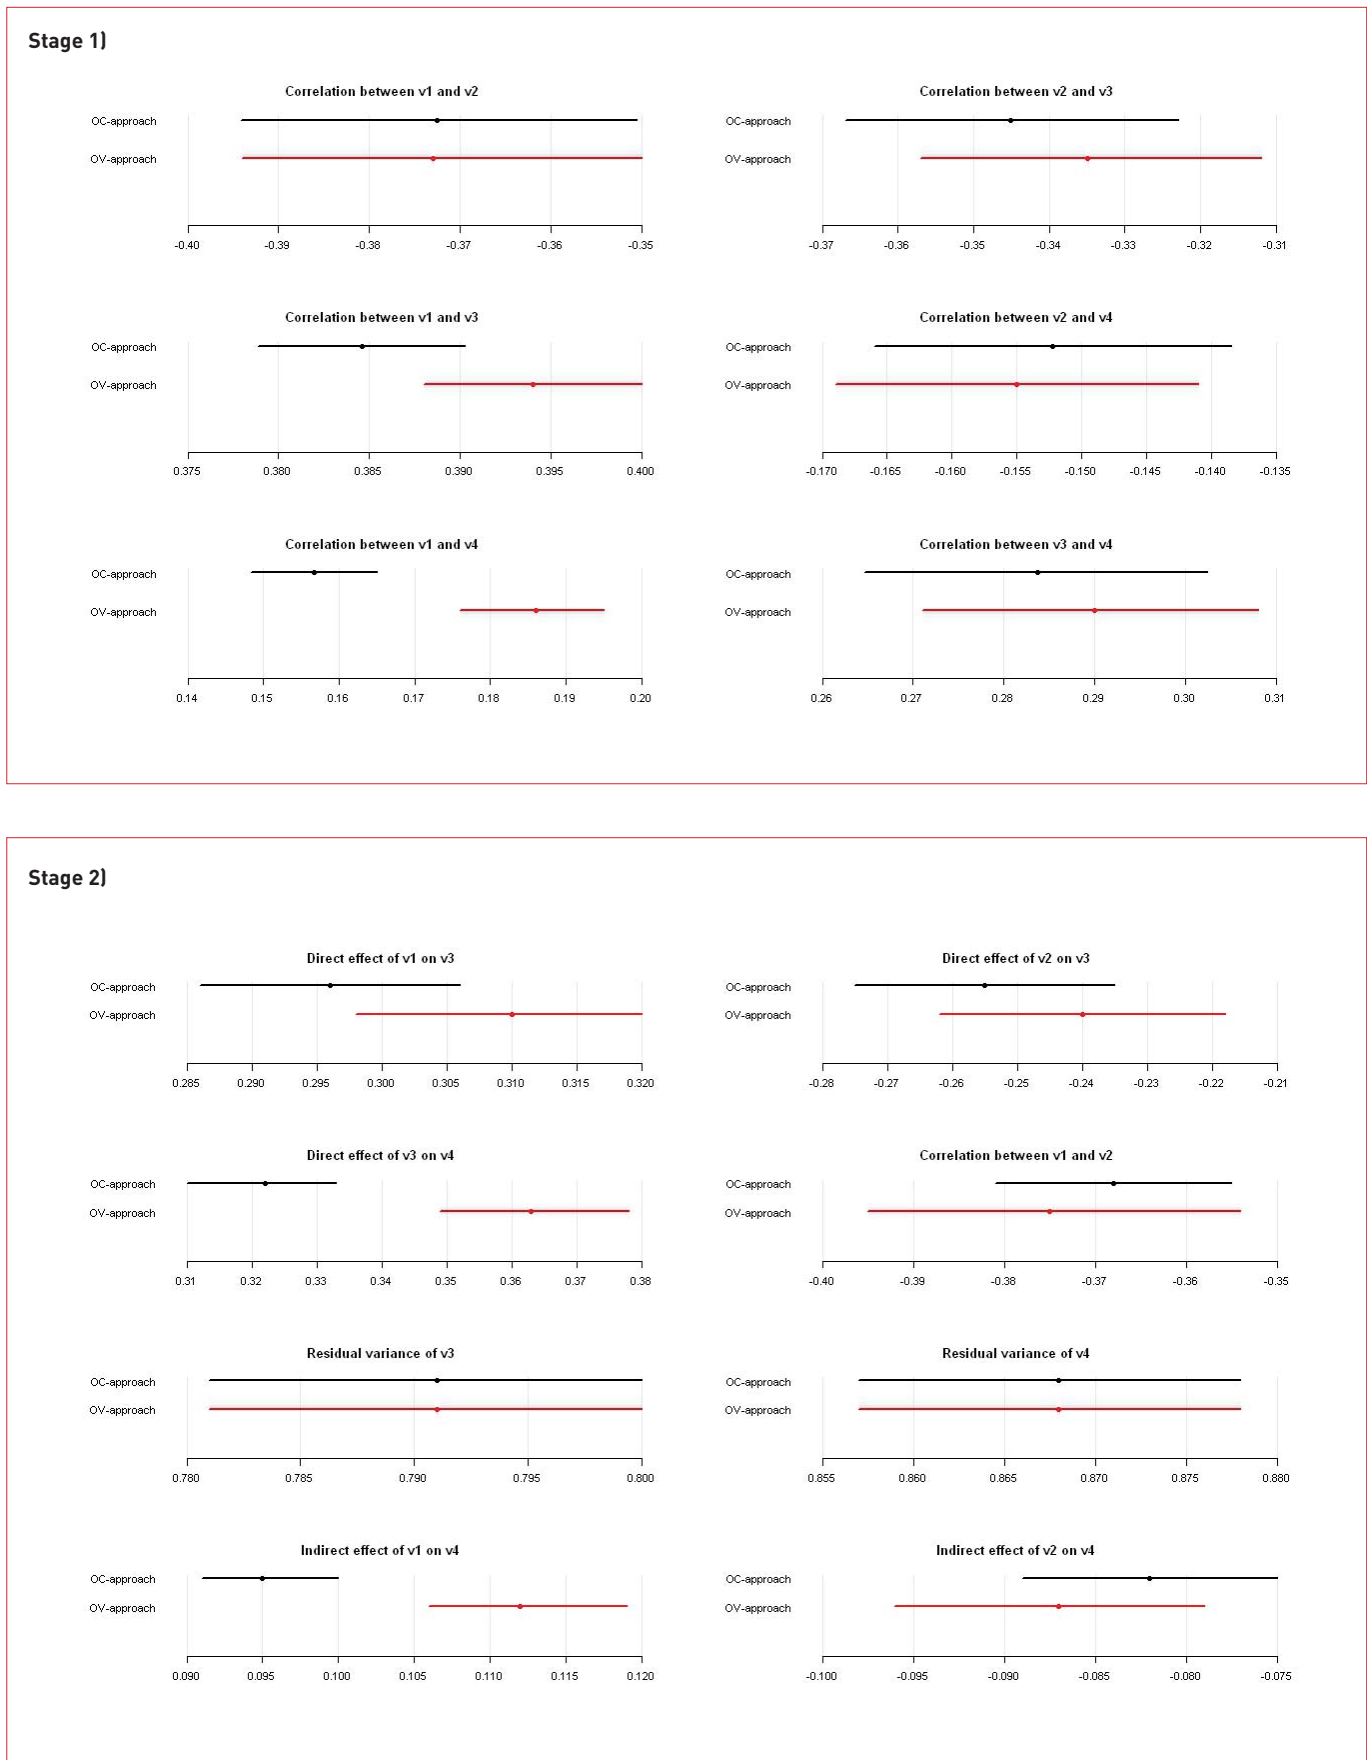 Stage 1)
Correlation between v1 and v2
OC-approach
OV-approach
-0.40 -0.39 -0.38 -0.37 -0.36 -0.35
Correlation between v2 and v3
OC-approach
OV-approach
-0.37 -0.36 -0.35 -0.34 -0.33 -0.32 -0.31
Correlation between v1 and v3
OC-approach
OV-approach
0.375 0.380 0.385 0.390 0.395 0.400
Correlation between v2 and v4
OC-approach
OV-approach
-0.170 -0.165 -0.160 -0.155 -0.150 -0.145 -0.140 -0.135
Correlation between v1 and v4
OC-approach
OV-approach
0.14 0.15 0.16 0.17 0.18 0.19 0.20
Correlation between v3 and v4
OC-approach
OV-approach
0.26 0.27 0.28 0.29 0.30 0.31
Stage 2)
Direct effect of v1 on v3
OC-approach
OV-approach
0.285 0.290 0.295 0.300 0.305 0.310 0.315 0.320
Direct effect of v2 on v3
OC-approach
OV-approach
-0.28 -0.27 -0.26 -0.25 -0.24 -0.23 -0.22 -0.21
Direct effect of v3 on v4
OC-approach
OV-approach
0.31 0.32 0.33 0.34 0.35 0.36 0.37 0.38
Correlation between v1 and v2
OC-approach
OV-approach
-0.40 -0.39 -0.38 -0.37 -0.36 -0.35
Residual variance of v3
OC-approach
OV-approach
0.780 0.785 0.790 0.795 0.800
Residual variance of v4
OC-approach
OV-approach
0.855 0.860 0.865 0.870 0.875 0.880
Indirect effect of v1 on v4
OC-approach
OV-approach
0.090 0.095 0.100 0.105 0.110 0.115 0.120
Indirect effect of v2 on v4
OC-approach
OV-approach
-0.100 -0.095 -0.090 -0.085 -0.080 -0.075